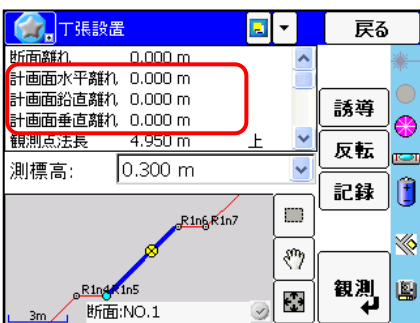 丁張設置
戻る
断面離れ 0.000 m
計画面水平離れ 0.000 m
計画面鉛直離れ 0.000 m
計画面垂直離れ 0.000 m
観測点法長 4.950 m 上
誘導
反転
測標高: 0.300 m
記録
R1n6 R1n7
R1n4 R1n5
3m 断面:NO.1
観測